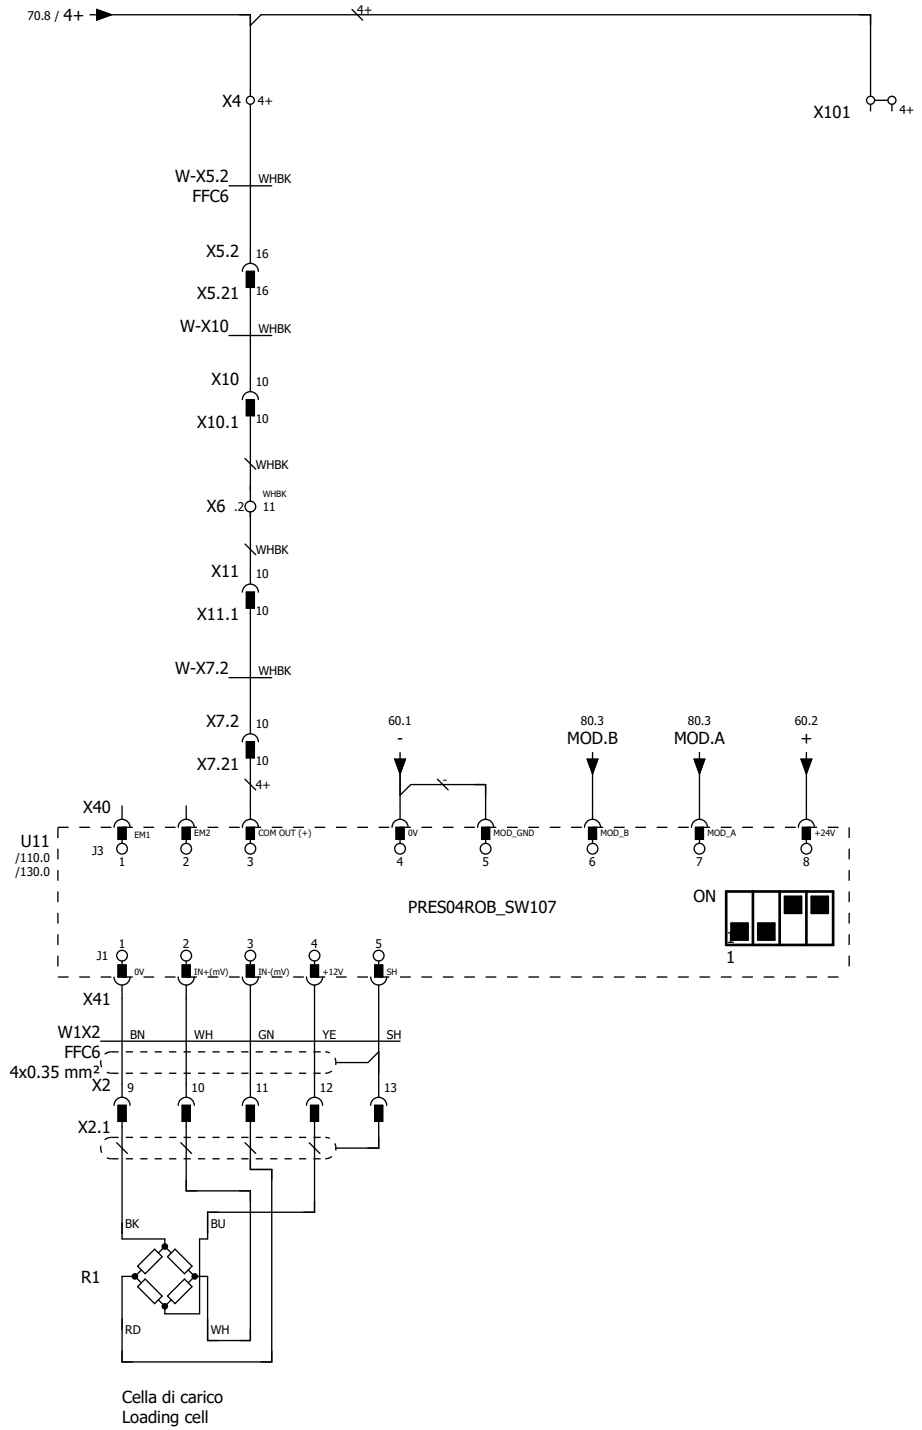 70.8 / 4+
4+
X4 4+
X101 4+
W-X5.2 WHBK
FFC6
X5.2 16
X5.21 16
W-X10 WHBK
X10 10
X10.1 10
WHBK
X6 .2 WHBK 11
WHBK
X11 10
X11.1 10
W-X7.2 WHBK
X7.2 10
X7.21 10
4+
60.1 80.3 80.3 60.2
- MOD.B MOD.A +
-
X40
U11
/110.0
/130.0
EM1 EM2 COM OUT (+) 0V MOD_GND MOD_B MOD_A +24V
J3 1 2 3 4 5 6 7 8
PRES04ROB_SW107
ON
1
1
J1 1 2 3 4 5
0V IN+(mV) IN-(mV) +12V SH
X41
W1X2 BN WH GN YE SH
FFC6
4x0.35 mm²
X2 9 10 11 12 13
X2.1
BK BU
R1
RD WH
Cella di carico
Loading cell